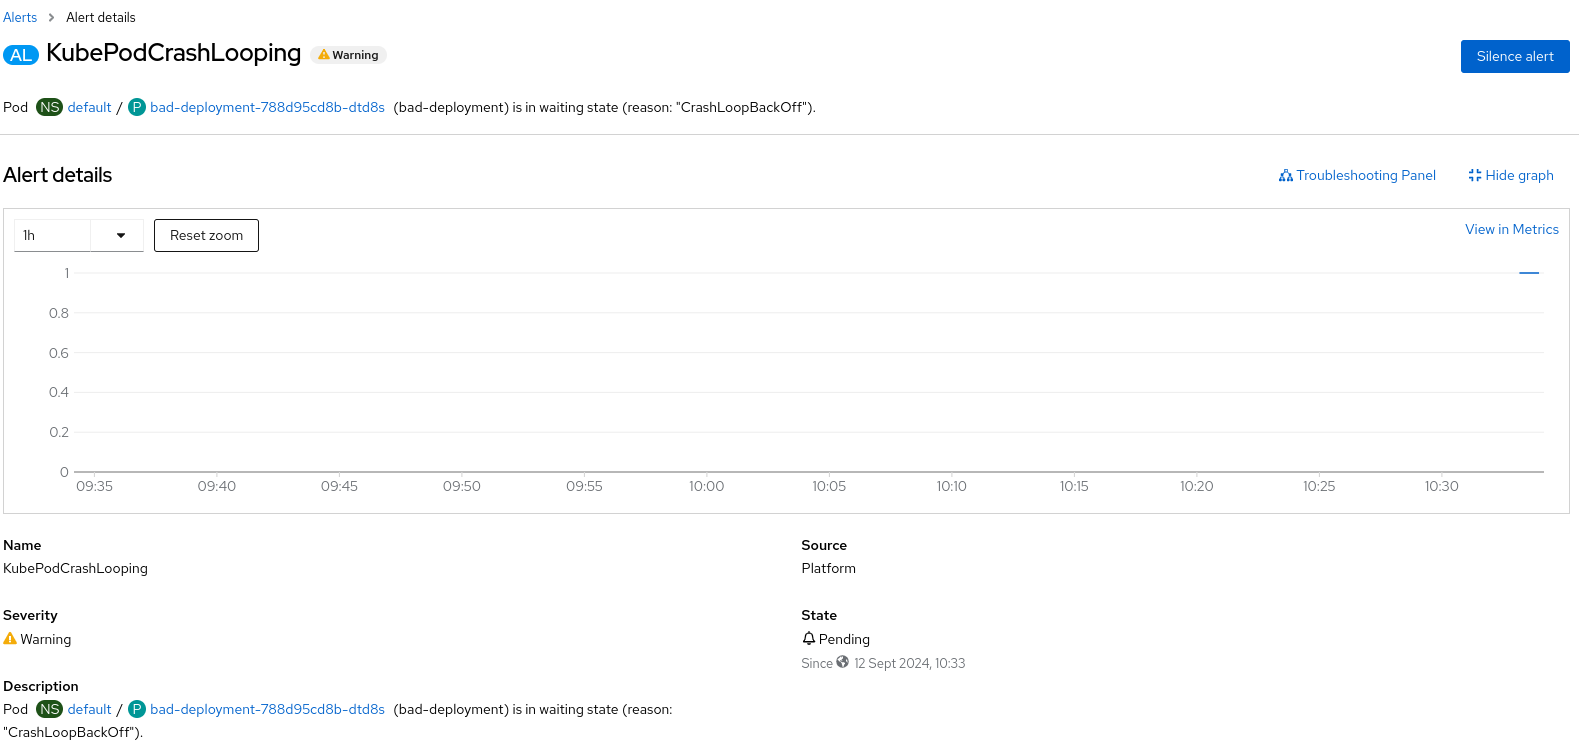 Alerts > Alert details
AL KubePodCrashLooping Warning
Silence alert
Pod NS default / P bad-deployment-788d95cd8b-dtd8s (bad-deployment) is in waiting state (reason: "CrashLoopBackOff").
Alert details
Troubleshooting Panel Hide graph
1h Reset zoom
View in Metrics
1
0.8
0.6
0.4
0.2
0
09:35 09:40 09:45 09:50 09:55 10:00 10:05 10:10 10:15 10:20 10:25 10:30
Name
KubePodCrashLooping
Source
Platform
Severity
Warning
State
Pending
Since 12 Sept 2024, 10:33
Description
Pod NS default / P bad-deployment-788d95cd8b-dtd8s (bad-deployment) is in waiting state (reason:
"CrashLoopBackOff").